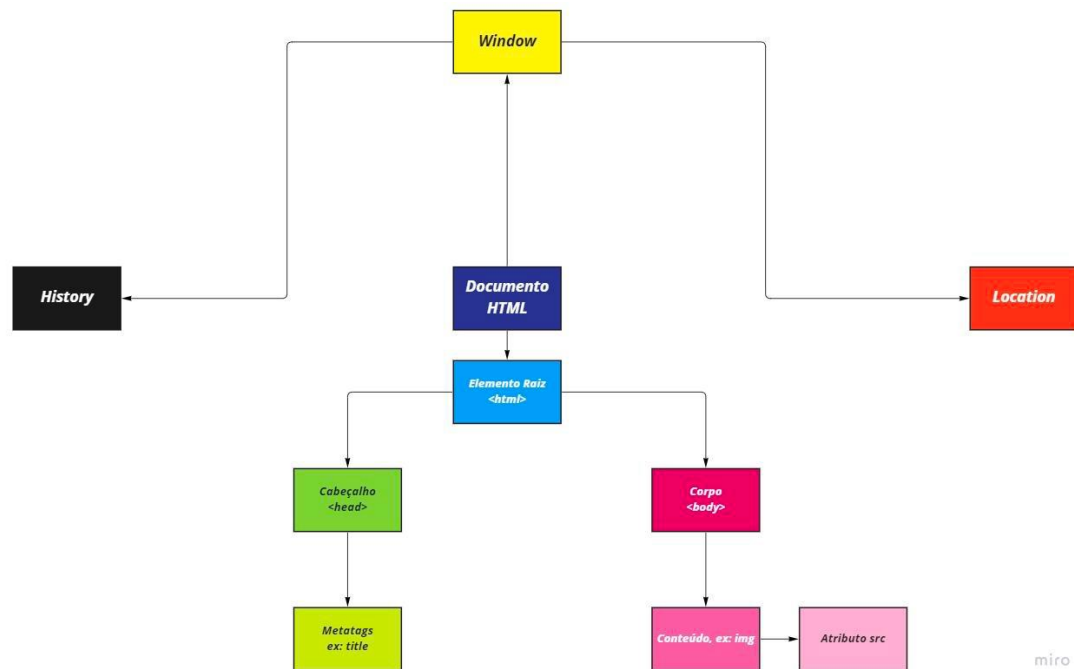 Window
History
Documento
HTML
Location
Elemento Raiz
<html>
Cabeçalho
<head>
Corpo
<body>
Metatags
ex: title
Conteúdo, ex: img
Atributo src
miro